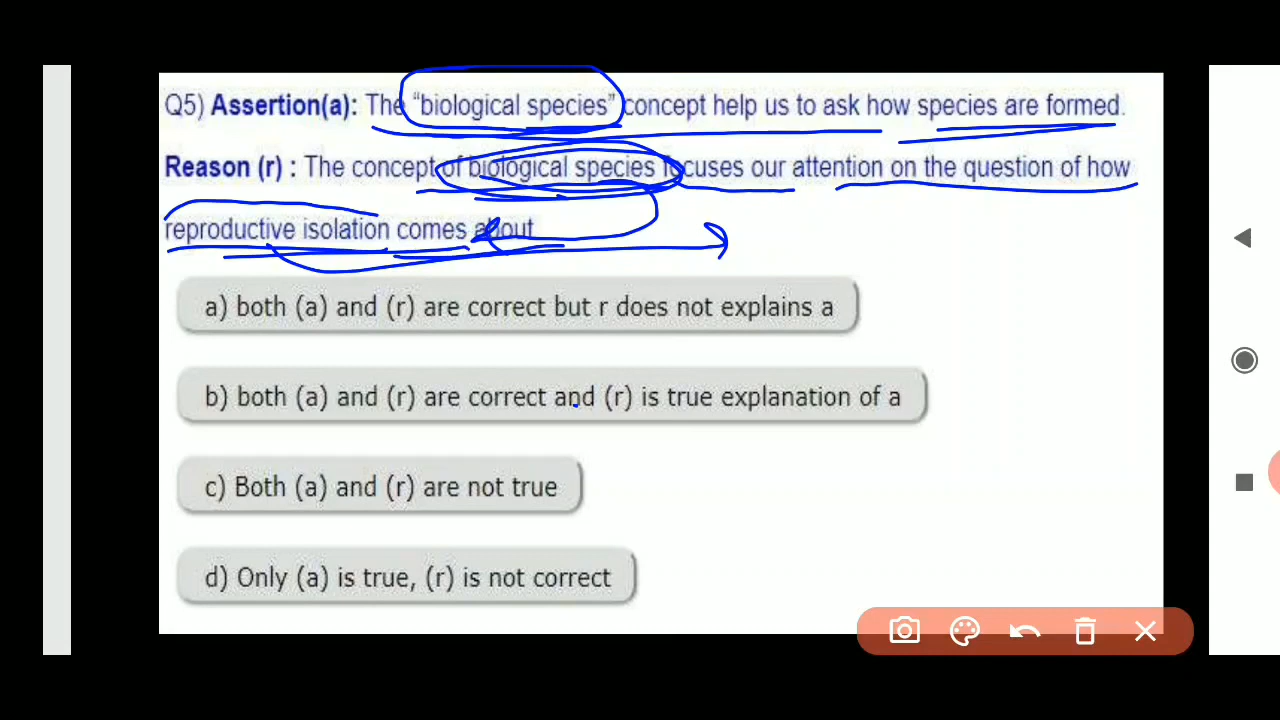 Q5) Assertion(a): The “biological species” concept help us to ask how species are formed.
Reason (r) : The concept of biological species focuses our attention on the question of how
reproductive isolation comes about
a) both (a) and (r) are correct but r does not explains a
b) both (a) and (r) are correct and (r) is true explanation of a
c) Both (a) and (r) are not true
d) Only (a) is true, (r) is not correct